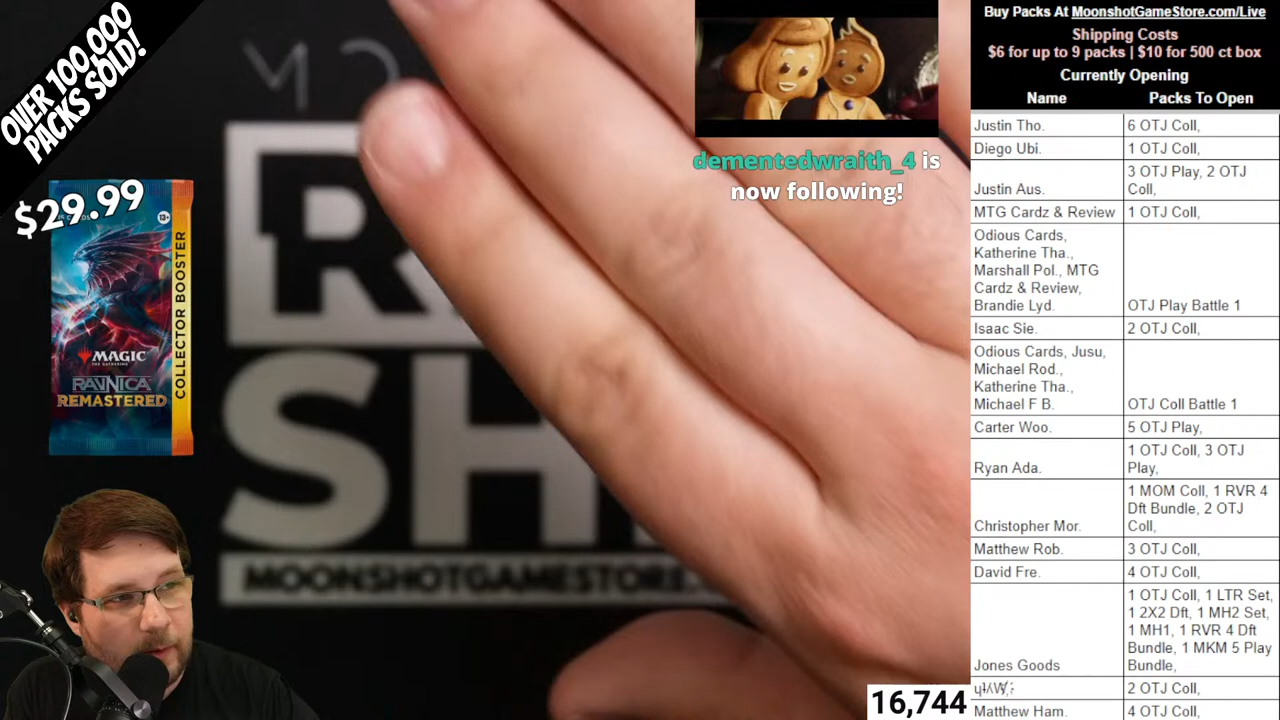 OVER 100,000
PACKS SOLD!
$29.99
13+
COLLECTOR BOOSTER
MAGIC
THE GATHERING
RAVNICA
REMASTERED
MOONSHOTGAMESTORE.
dementedwraith_4 is
now following!
16,744
Buy Packs At MoonshotGameStore.com/Live
Shipping Costs
$6 for up to 9 packs | $10 for 500 ct box
Currently Opening
Name Packs To Open
Justin Tho. 6 OTJ Coll,
Diego Ubi. 1 OTJ Coll,
3 OTJ Play, 2 OTJ
Justin Aus. Coll,
MTG Cardz & Review 1 OTJ Coll,
Odious Cards,
Katherine Tha.,
Marshall Pol., MTG
Cardz & Review,
Brandie Lyd. OTJ Play Battle 1
Isaac Sie. 2 OTJ Coll,
Odious Cards, Jusu,
Michael Rod.,
Katherine Tha.,
Michael F B. OTJ Coll Battle 1
Carter Woo. 5 OTJ Play,
1 OTJ Coll, 3 OTJ
Ryan Ada. Play,
1 MOM Coll, 1 RVR 4
Dft Bundle, 2 OTJ
Christopher Mor. Coll,
Matthew Rob. 3 OTJ Coll,
David Fre. 4 OTJ Coll,
1 OTJ Coll, 1 LTR Set,
1 2X2 Dft, 1 MH2 Set,
1 MH1, 1 RVR 4 Dft
Bundle, 1 MKM 5 Play
Jones Goods Bundle,
2 OTJ Coll,
Matthew Ham. 4 OTJ Coll,